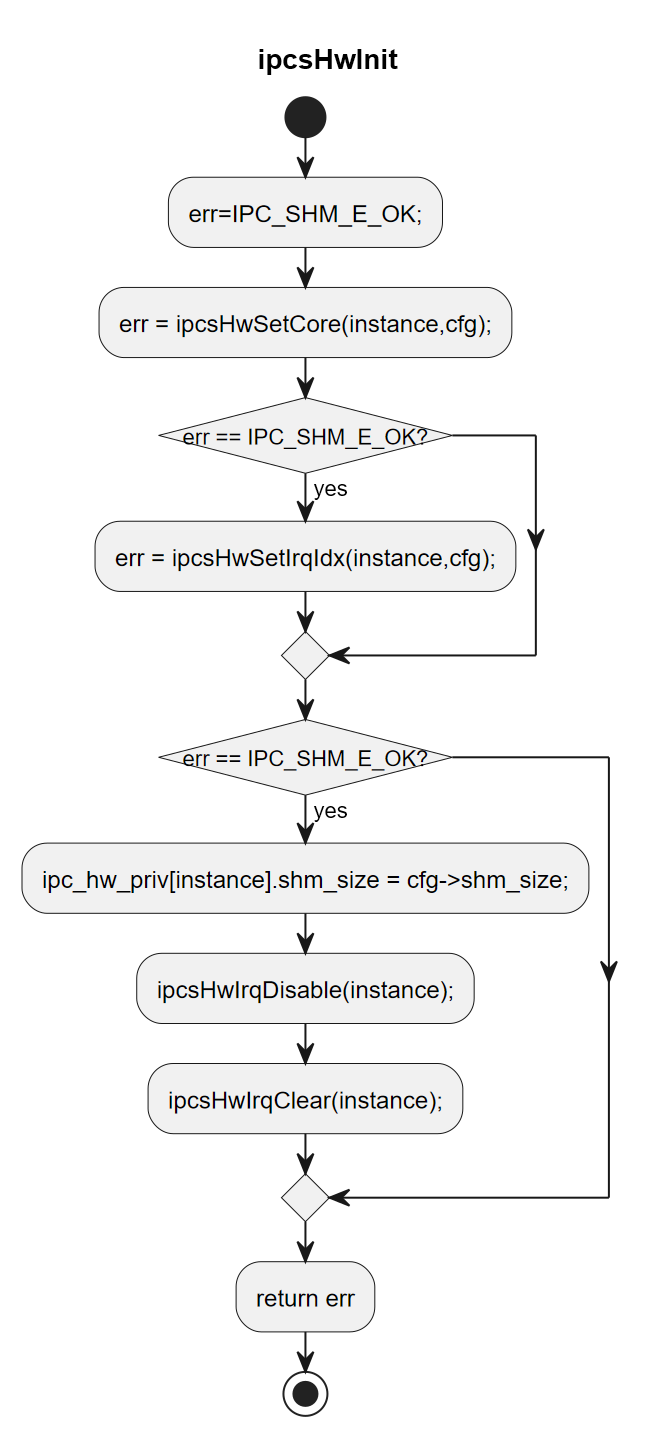 ipcsHwInit
err=IPC_SHM_E_OK;
err = ipcsHwSetCore(instance,cfg);
err == IPC_SHM_E_OK?
yes
err = ipcsHwSetIrqIdx(instance,cfg);
err == IPC_SHM_E_OK?
yes
ipc_hw_priv[instance].shm_size = cfg->shm_size;
ipcsHwIrqDisable(instance);
ipcsHwIrqClear(instance);
return err